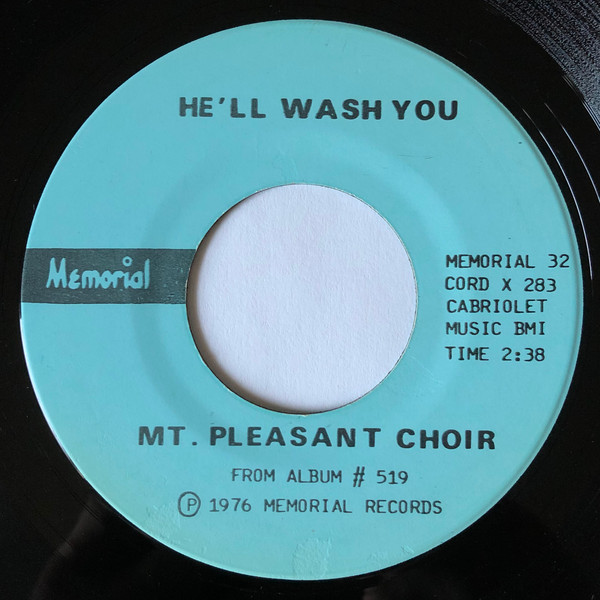 HE'LL WASH YOU
Memorial
MEMORIAL 32
CORD X 283
CABRIOLET
MUSIC BMI
TIME 2:38
MT. PLEASANT CHOIR
FROM ALBUM # 519
Ⓟ 1976 MEMORIAL RECORDS